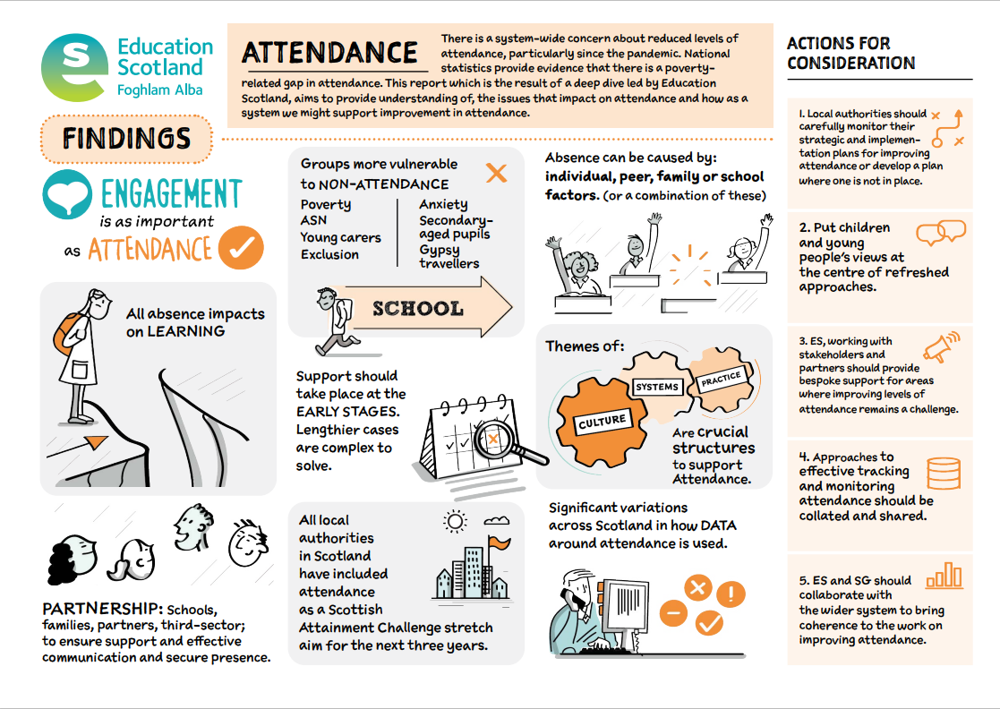 Education
Scotland
Foghlam Alba
ATTENDANCE
There is a system-wide concern about reduced levels of
attendance, particularly since the pandemic. National
statistics provide evidence that there is a poverty-
related gap in attendance. This report which is the result of a deep dive led by Education
Scotland, aims to provide understanding of, the issues that impact on attendance and how as a
system we might support improvement in attendance.
FINDINGS
ENGAGEMENT
is as important
as ATTENDANCE
All absence impacts
on LEARNING
PARTNERSHIP: Schools,
families, partners, third-sector;
to ensure support and effective
communication and secure presence.
Groups more vulnerable
to NON-ATTENDANCE
Poverty
ASN
Young carers
Exclusion
Anxiety
Secondary-
aged pupils
Gypsy
travellers
SCHOOL
Support should
take place at the
EARLY STAGES.
Lengthier cases
are complex to
solve.
All local
authorities
in Scotland
have included
attendance
as a Scottish
Attainment Challenge stretch
aim for the next three years.
Absence can be caused by:
individual, peer, family or school
factors. (or a combination of these)
Themes of:
CULTURE
SYSTEMS
PRACTICE
Are crucial
structures
to support
Attendance.
Significant variations
across Scotland in how DATA
around attendance is used.
ACTIONS FOR
CONSIDERATION
1. Local authorities should
carefully monitor their
strategic and implemen-
tation plans for improving
attendance or develop a plan
where one is not in place.
2. Put children
and young
people's views at
the centre of refreshed
approaches.
3. ES, working with
stakeholders and
partners should provide
bespoke support for areas
where improving levels of
attendance remains a challenge.
4. Approaches to
effective tracking
and monitoring
attendance should be
collated and shared.
5. ES and SG should
collaborate with
the wider system to bring
coherence to the work on
improving attendance.